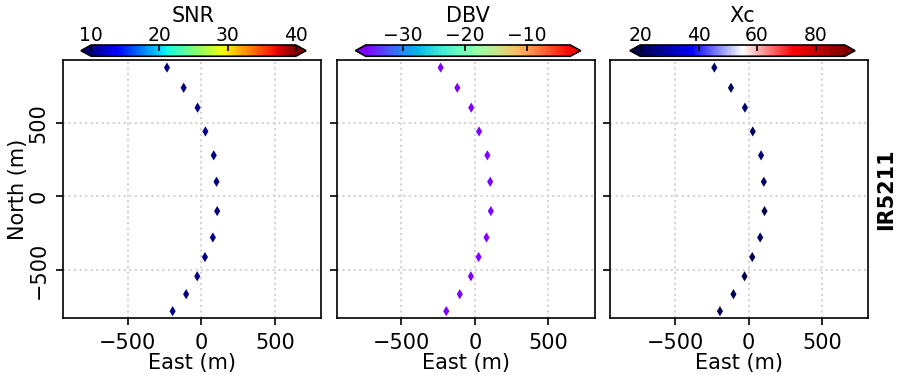 SNR DBV Xc
10 20 30 40 −30 −20 −10 20 40 60 80
North (m)
500
0
−500
IR5211
−500 0 500 −500 0 500 −500 0 500
East (m) East (m) East (m)